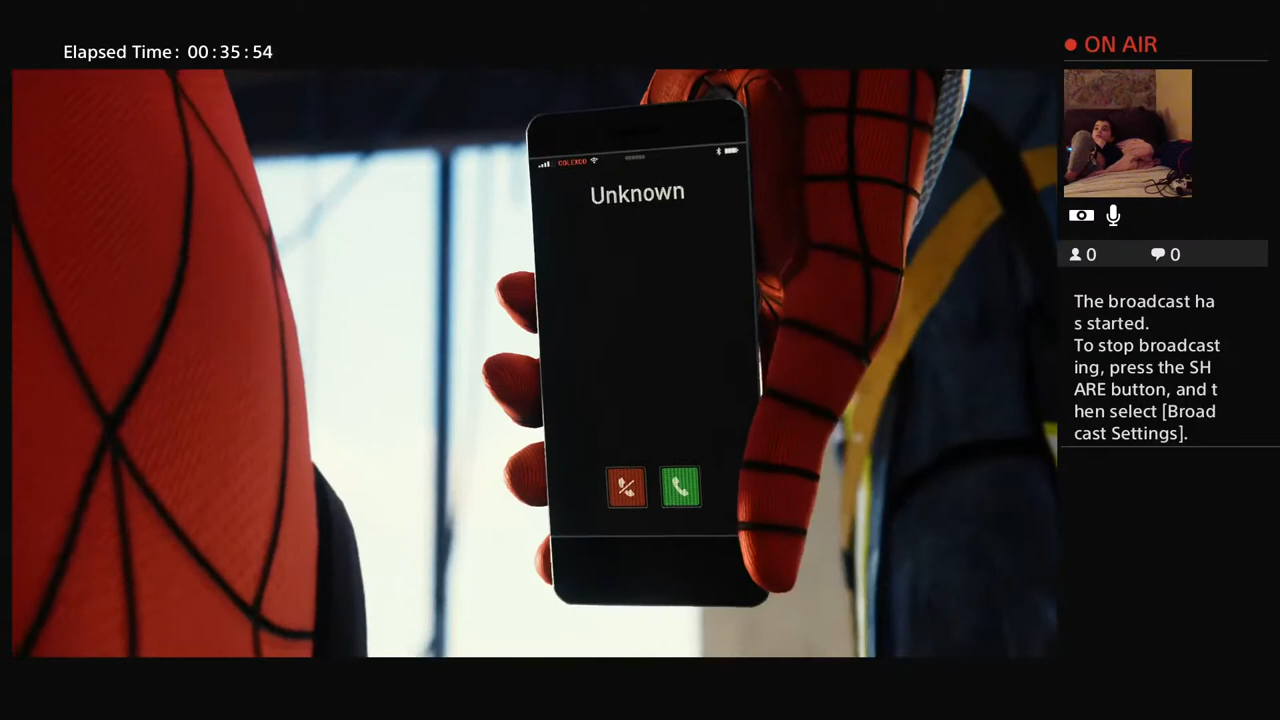 Elapsed Time: 00:35:54
ON AIR
COLEXCO
Unknown
0 0
The broadcast ha
s started.
To stop broadcast
ing, press the SH
ARE button, and t
hen select [Broad
cast Settings].